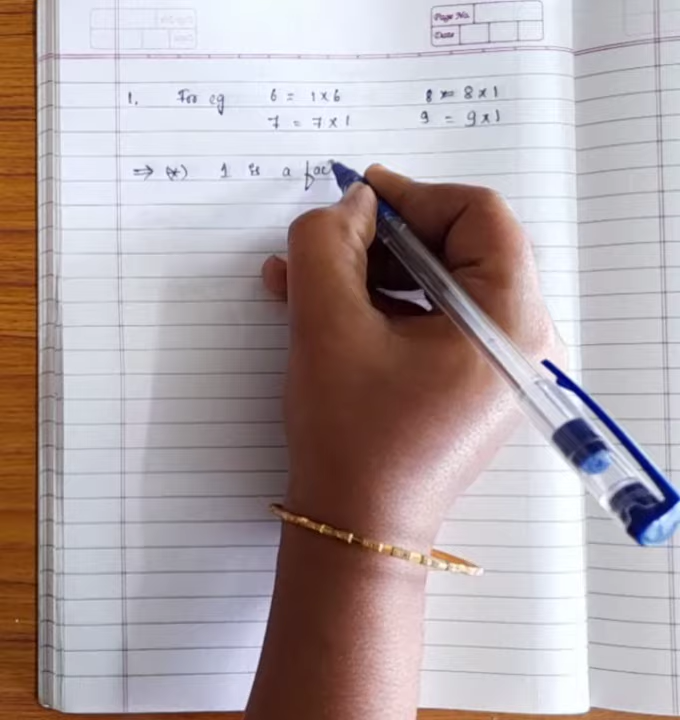 Page No.
Date
1. For eg 6 = 1 x 6 8 = 8 x 1
7 = 7 x 1 9 = 9 x 1
⇒ (*) 1 is a fac